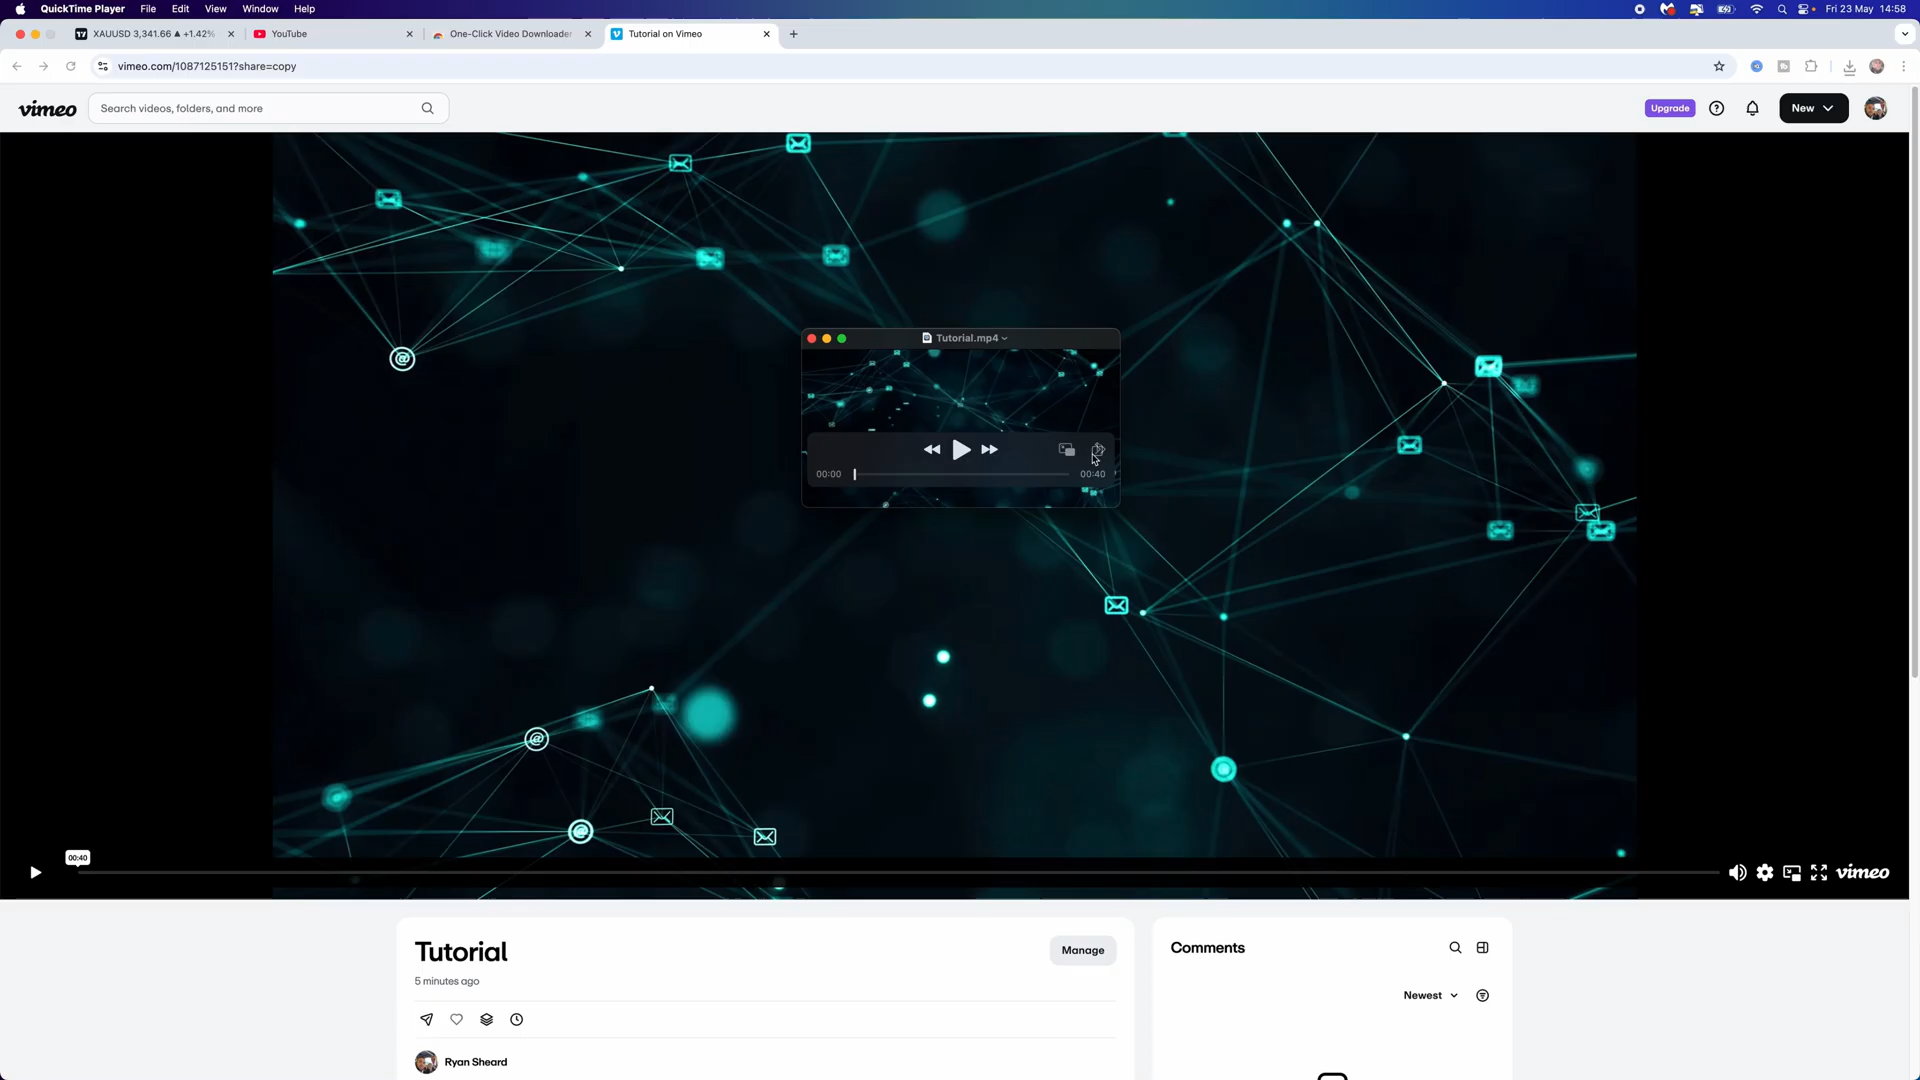 QuickTime Player File Edit View Window Help Fri 23 May 14:58
XAUUSD 3,341.66 ▲ +1.42% YouTube One-Click Video Downloader Tutorial on Vimeo
vimeo.com/1087125151?share=copy
vimeo Search videos, folders, and more Upgrade New
Tutorial.mp4
00:00 00:40
00:40
vimeo
Tutorial Manage
5 minutes ago
Ryan Sheard
Comments
Newest